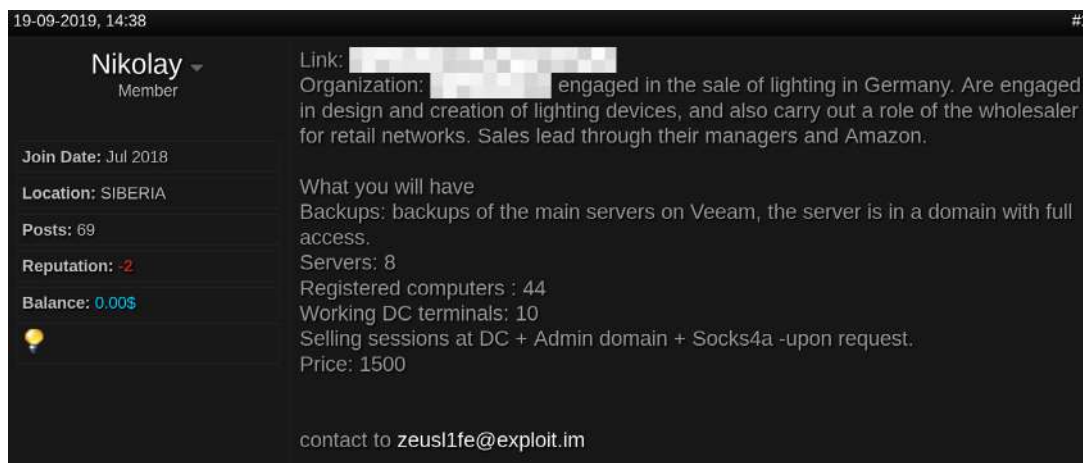 19-09-2019, 14:38
Nikolay
Member
Join Date: Jul 2018
Location: SIBERIA
Posts: 69
Reputation: -2
Balance: 0.00$
Link:
Organization: engaged in the sale of lighting in Germany. Are engaged
in design and creation of lighting devices, and also carry out a role of the wholesaler
for retail networks. Sales lead through their managers and Amazon.
What you will have
Backups: backups of the main servers on Veeam, the server is in a domain with full
access.
Servers: 8
Registered computers : 44
Working DC terminals: 10
Selling sessions at DC + Admin domain + Socks4a -upon request.
Price: 1500
contact to zeusl1fe@exploit.im